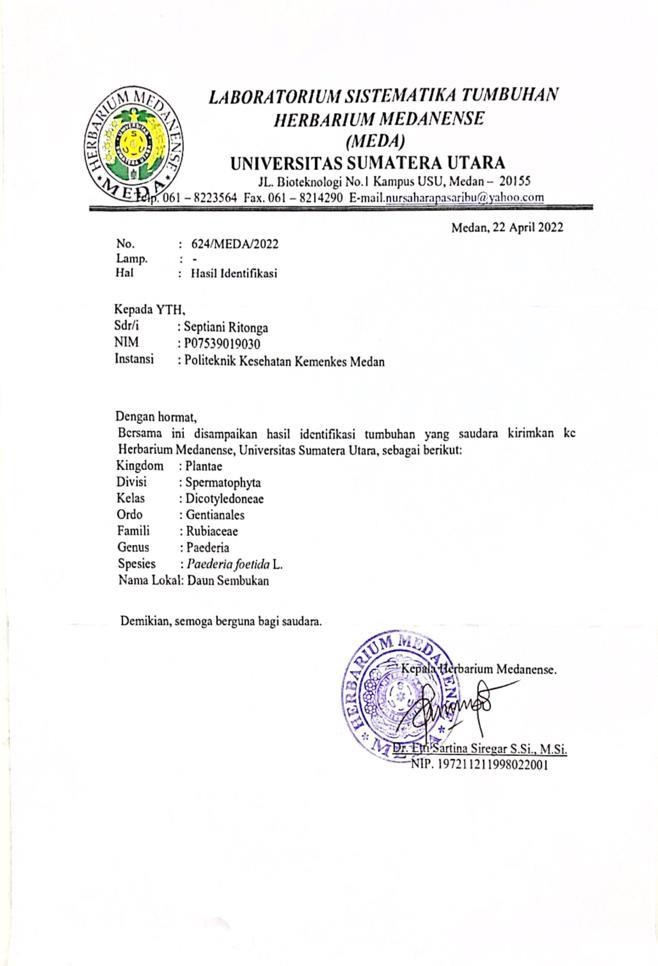 HERBARIUM MEDANENSE
MEDA
LABORATORIUM SISTEMATIKA TUMBUHAN
HERBARIUM MEDANENSE
(MEDA)
UNIVERSITAS SUMATERA UTARA
JL. Bioteknologi No.1 Kampus USU, Medan – 20155
Telp. 061 – 8223564 Fax. 061 – 8214290 E-mail.nursaharapasaribu@yahoo.com
Medan, 22 April 2022
No. : 624/MEDA/2022
Lamp. : -
Hal : Hasil Identifikasi
Kepada YTH,
Sdr/i : Septiani Ritonga
NIM : P07539019030
Instansi : Politeknik Kesehatan Kemenkes Medan
Dengan hormat,
Bersama ini disampaikan hasil identifikasi tumbuhan yang saudara kirimkan ke
Herbarium Medanense, Universitas Sumatera Utara, sebagai berikut:
Kingdom : Plantae
Divisi : Spermatophyta
Kelas : Dicotyledoneae
Ordo : Gentianales
Famili : Rubiaceae
Genus : Paederia
Spesies : Paederia foetida L.
Nama Lokal: Daun Sembukan
Demikian, semoga berguna bagi saudara.
HERBARIUM MEDANENSE
MEDA
Kepala Herbarium Medanense.
Dr. Sartina Siregar S.Si., M.Si.
NIP. 197211211998022001